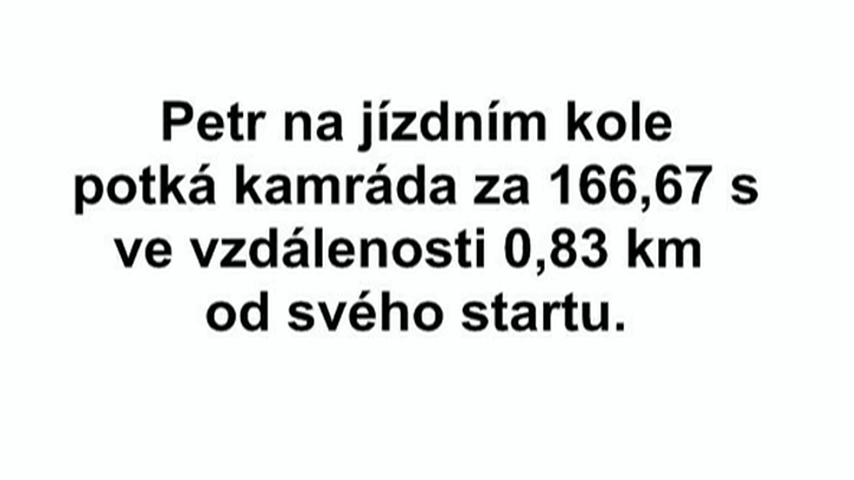 Petr na jízdním kole
potká kamráda za 166,67 s
ve vzdálenosti 0,83 km
od svého startu.